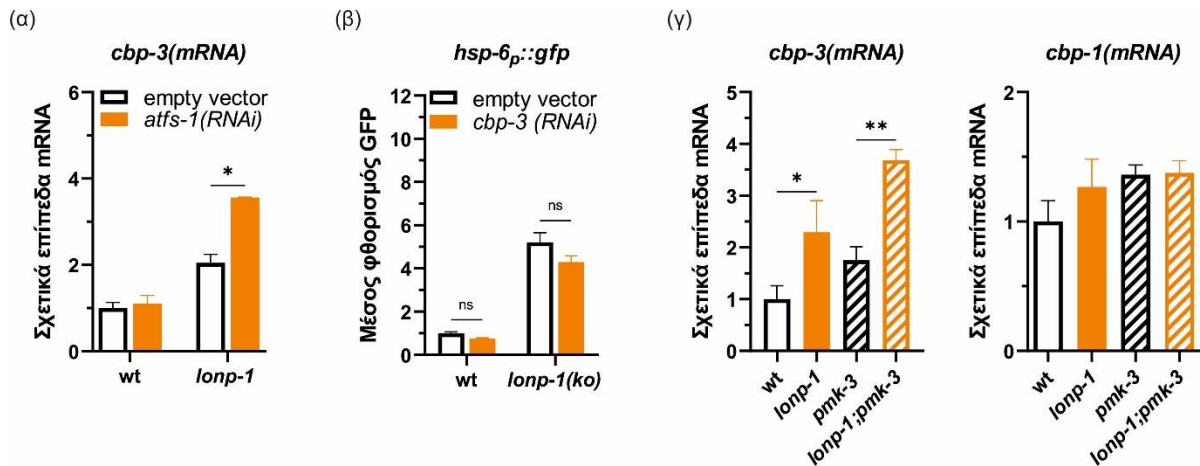 (α)
cbp-3(mRNA)
Σχετικά επίπεδα mRNA
6
4
2
0
empty vector
atfs-1(RNAi)
*
wt
lonp-1
(β)
hsp-6p::gfp
Μέσος φθορισμός GFP
12
10
8
6
4
2
0
empty vector
cbp-3 (RNAi)
ns
ns
wt
lonp-1(ko)
(γ)
cbp-3(mRNA)
Σχετικά επίπεδα mRNA
5
4
3
2
1
0
*
**
wt
lonp-1
pmk-3
lonp-1;pmk-3
cbp-1(mRNA)
Σχετικά επίπεδα mRNA
2
1
0
wt
lonp-1
pmk-3
lonp-1;pmk-3